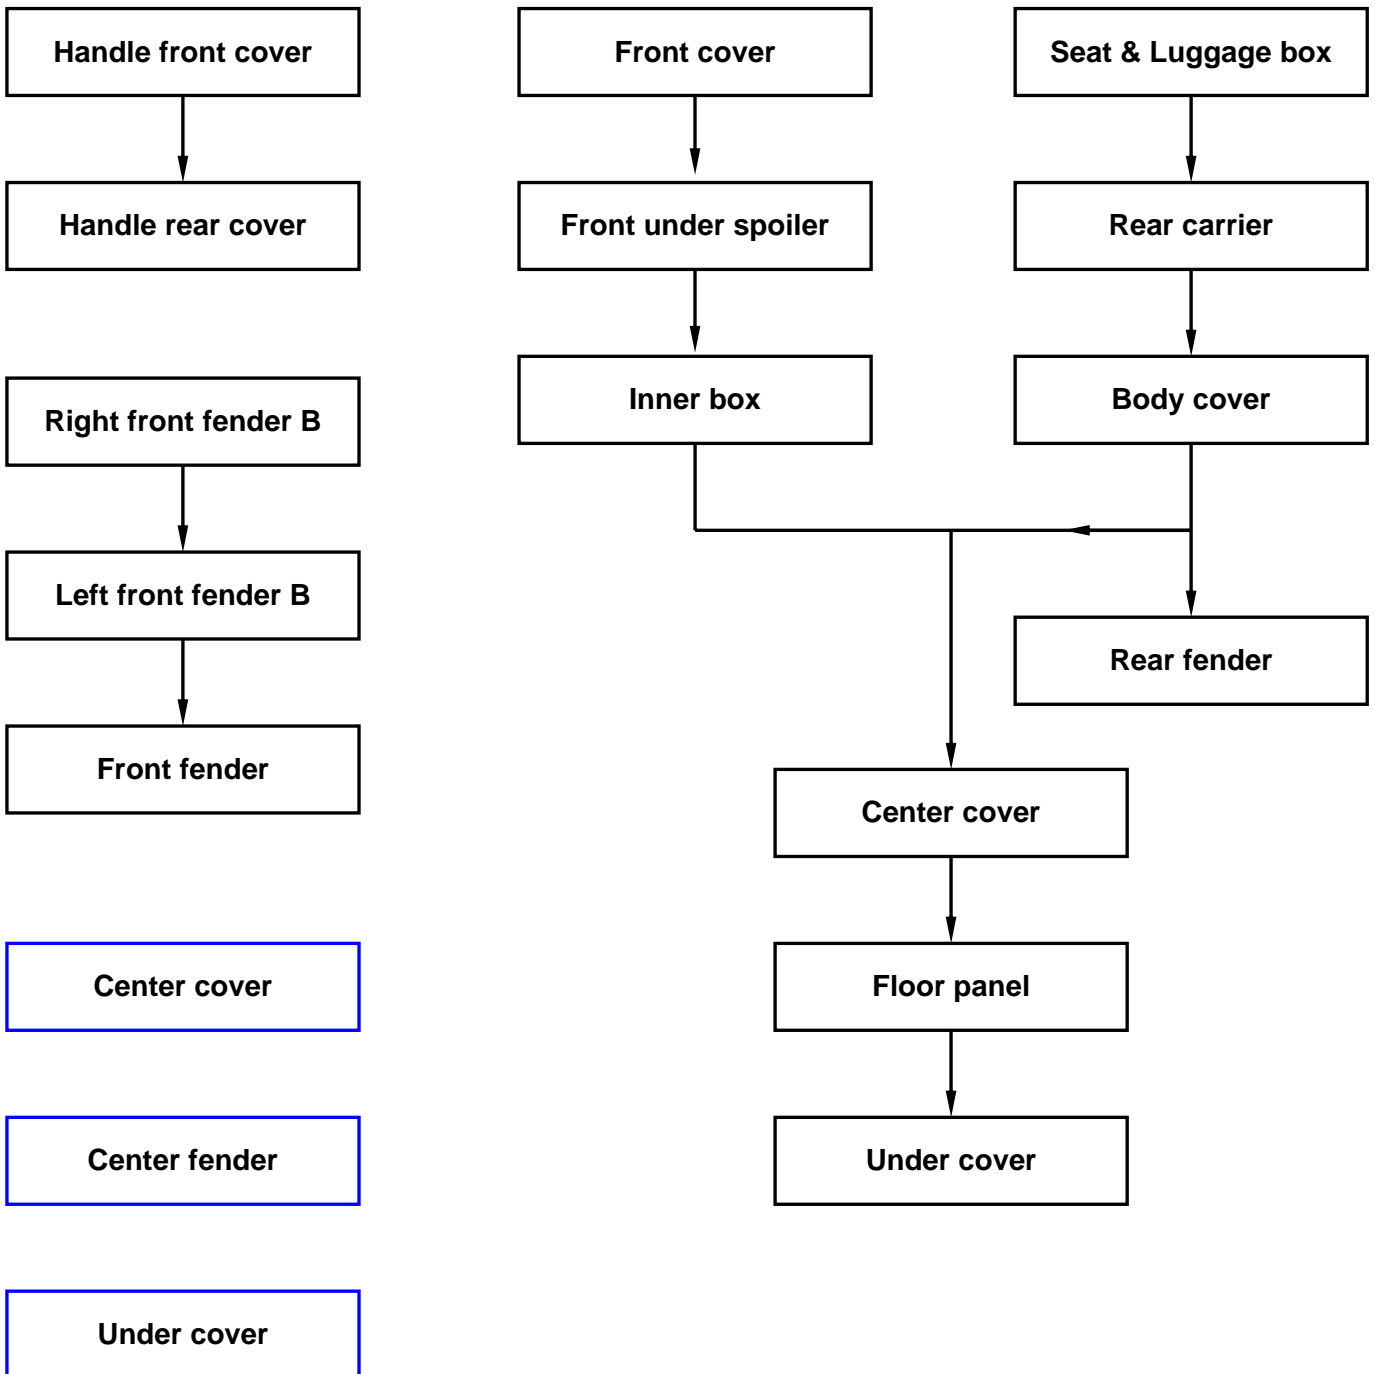 Handle front cover
Front cover
Seat & Luggage box
Handle rear cover
Front under spoiler
Rear carrier
Right front fender B
Inner box
Body cover
Left front fender B
Rear fender
Front fender
Center cover
Center cover
Floor panel
Center fender
Under cover
Under cover